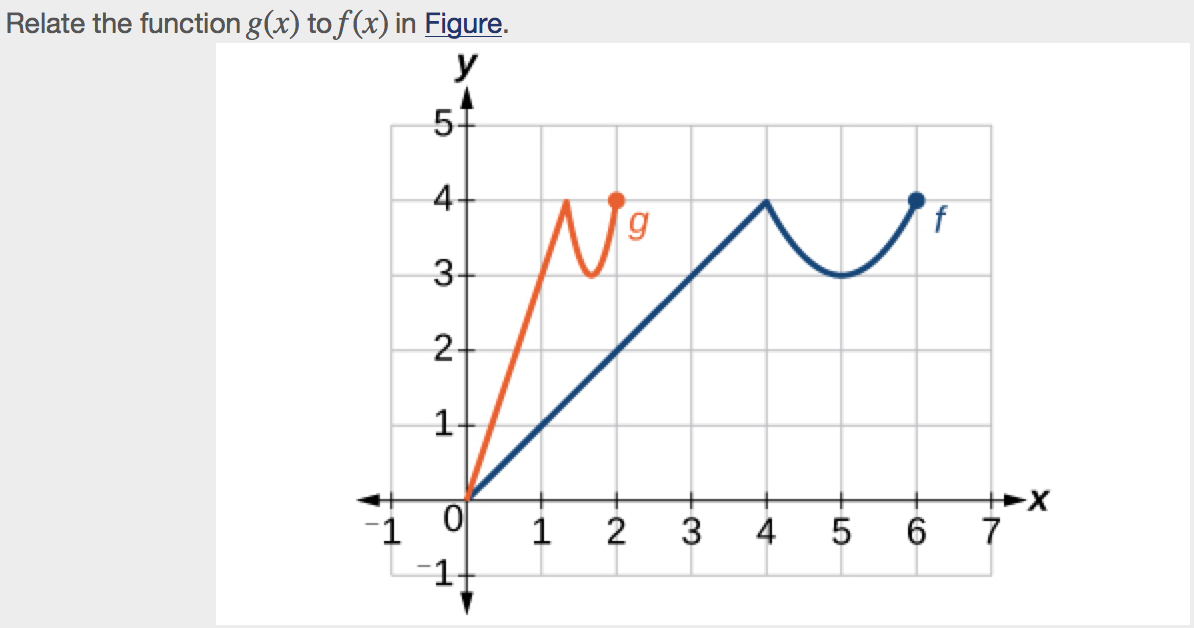 Relate the function g(x) to f(x) in Figure.
y
5
4
g
f
3
2
1
x
−1 0 1 2 3 4 5 6 7
−1